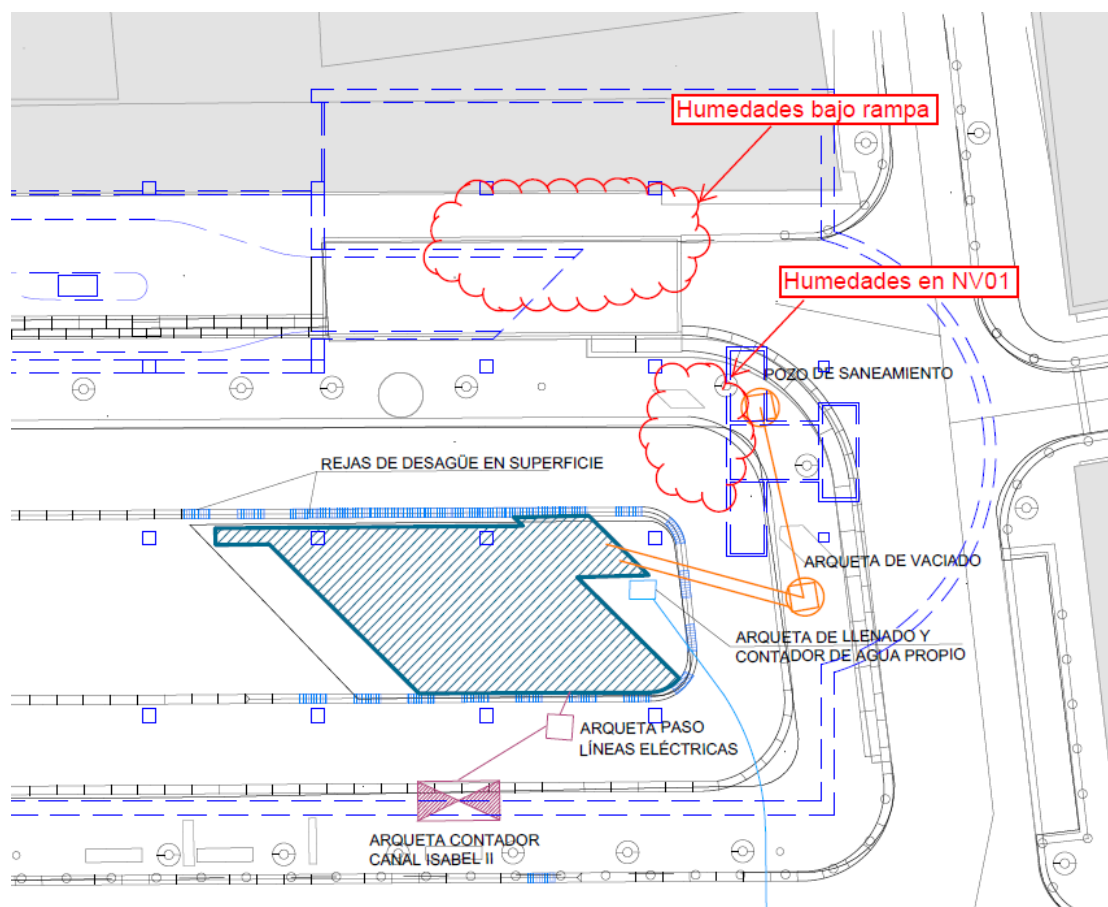 Humedades bajo rampa
Humedades en NV01
POZO DE SANEAMIENTO
REJAS DE DESAGÜE EN SUPERFICIE
ARQUETA DE VACIADO
ARQUETA DE LLENADO Y
CONTADOR DE AGUA PROPIO
ARQUETA PASO
LÍNEAS ELÉCTRICAS
ARQUETA CONTADOR
CANAL ISABEL II